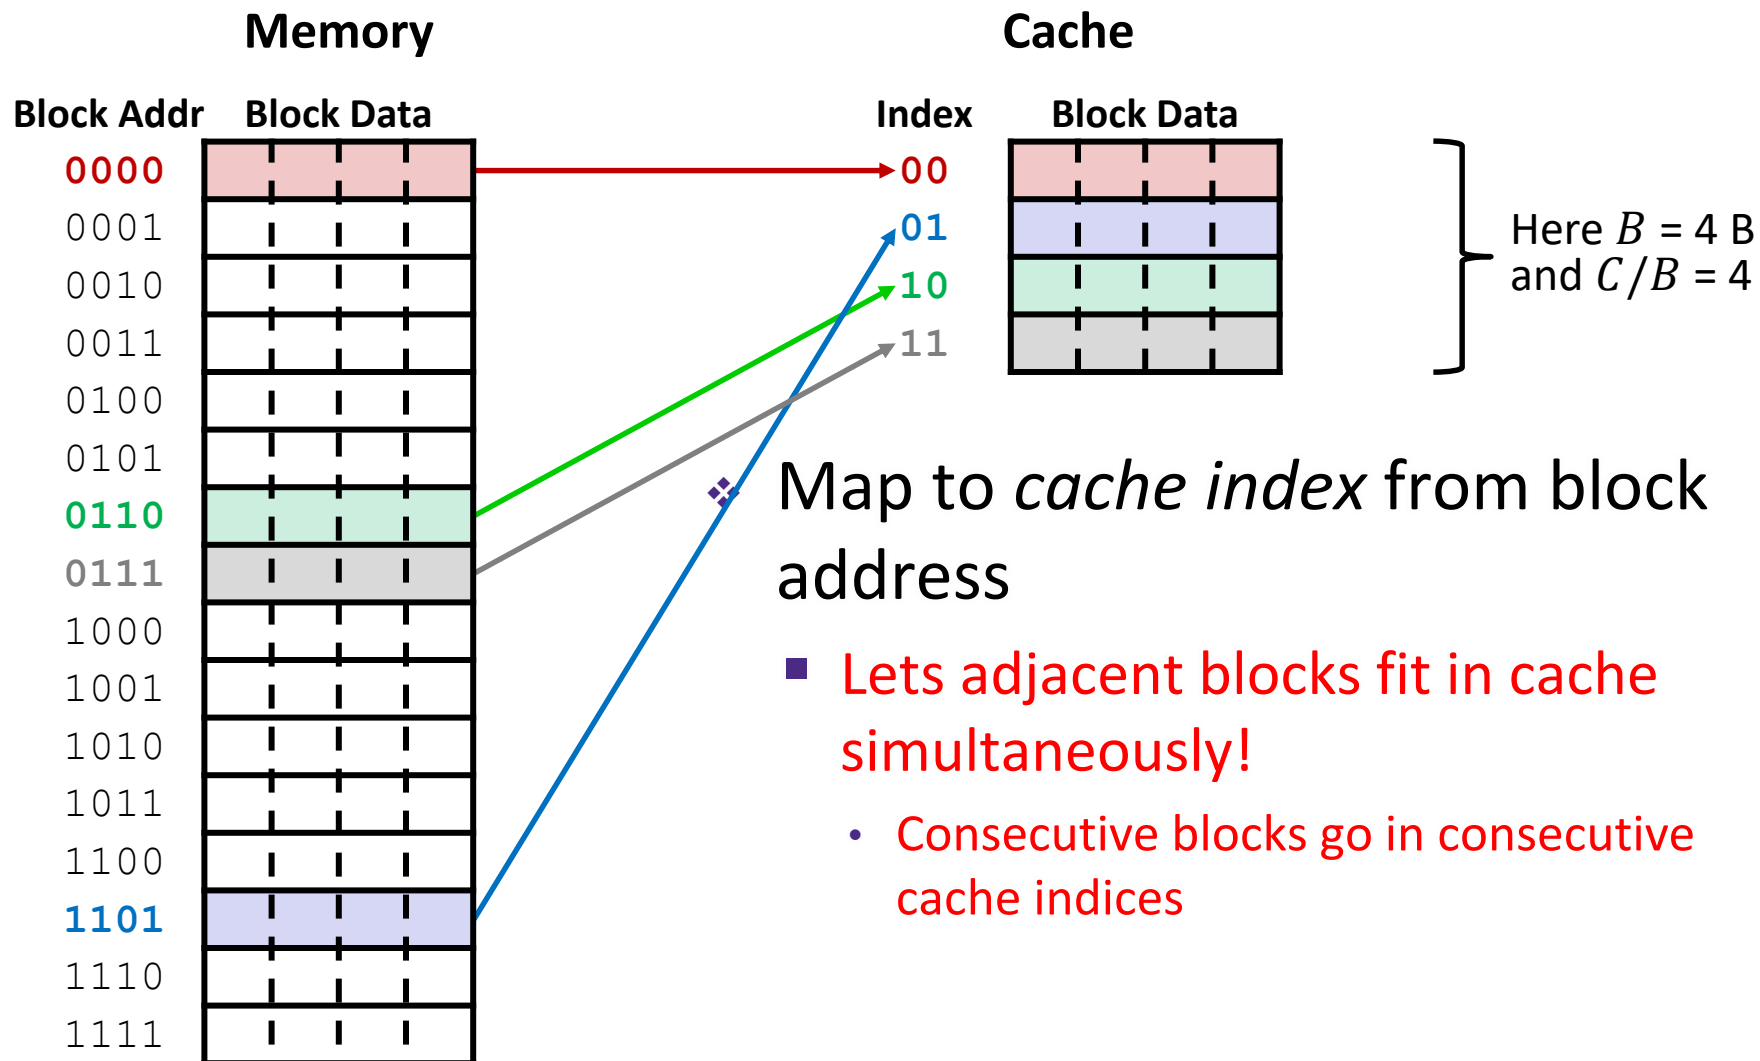 Memory
Cache
Block Addr
Block Data
Index
Block Data
0000
0001
0010
0011
0100
0101
0110
0111
1000
1001
1010
1011
1100
1101
1110
1111
00
01
10
11
Here B = 4 B
and C/B = 4
Map to cache index from block
address
Lets adjacent blocks fit in cache
simultaneously!
Consecutive blocks go in consecutive
cache indices